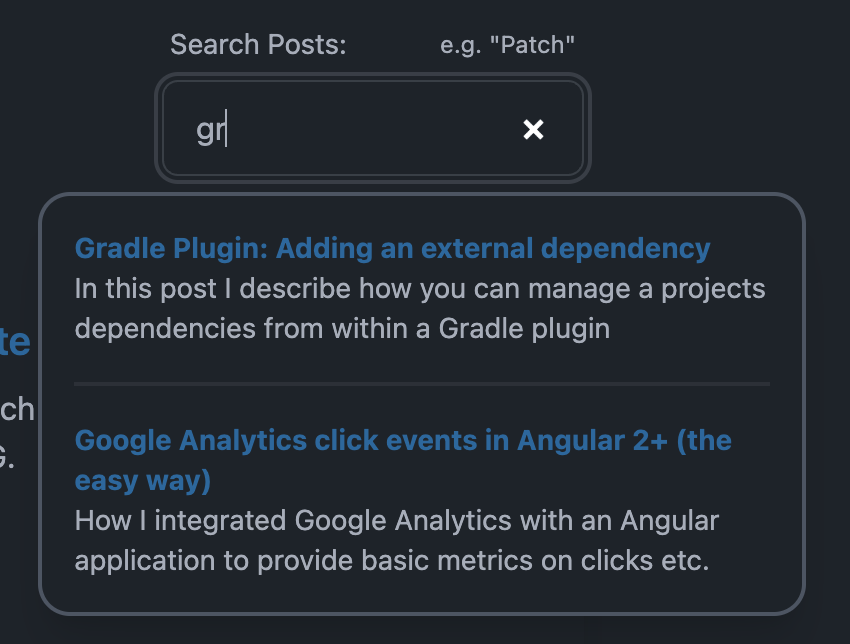 Search Posts: e.g. "Patch"
gr
Gradle Plugin: Adding an external dependency
In this post I describe how you can manage a projects
dependencies from within a Gradle plugin
te
ch
G.
Google Analytics click events in Angular 2+ (the
easy way)
How I integrated Google Analytics with an Angular
application to provide basic metrics on clicks etc.